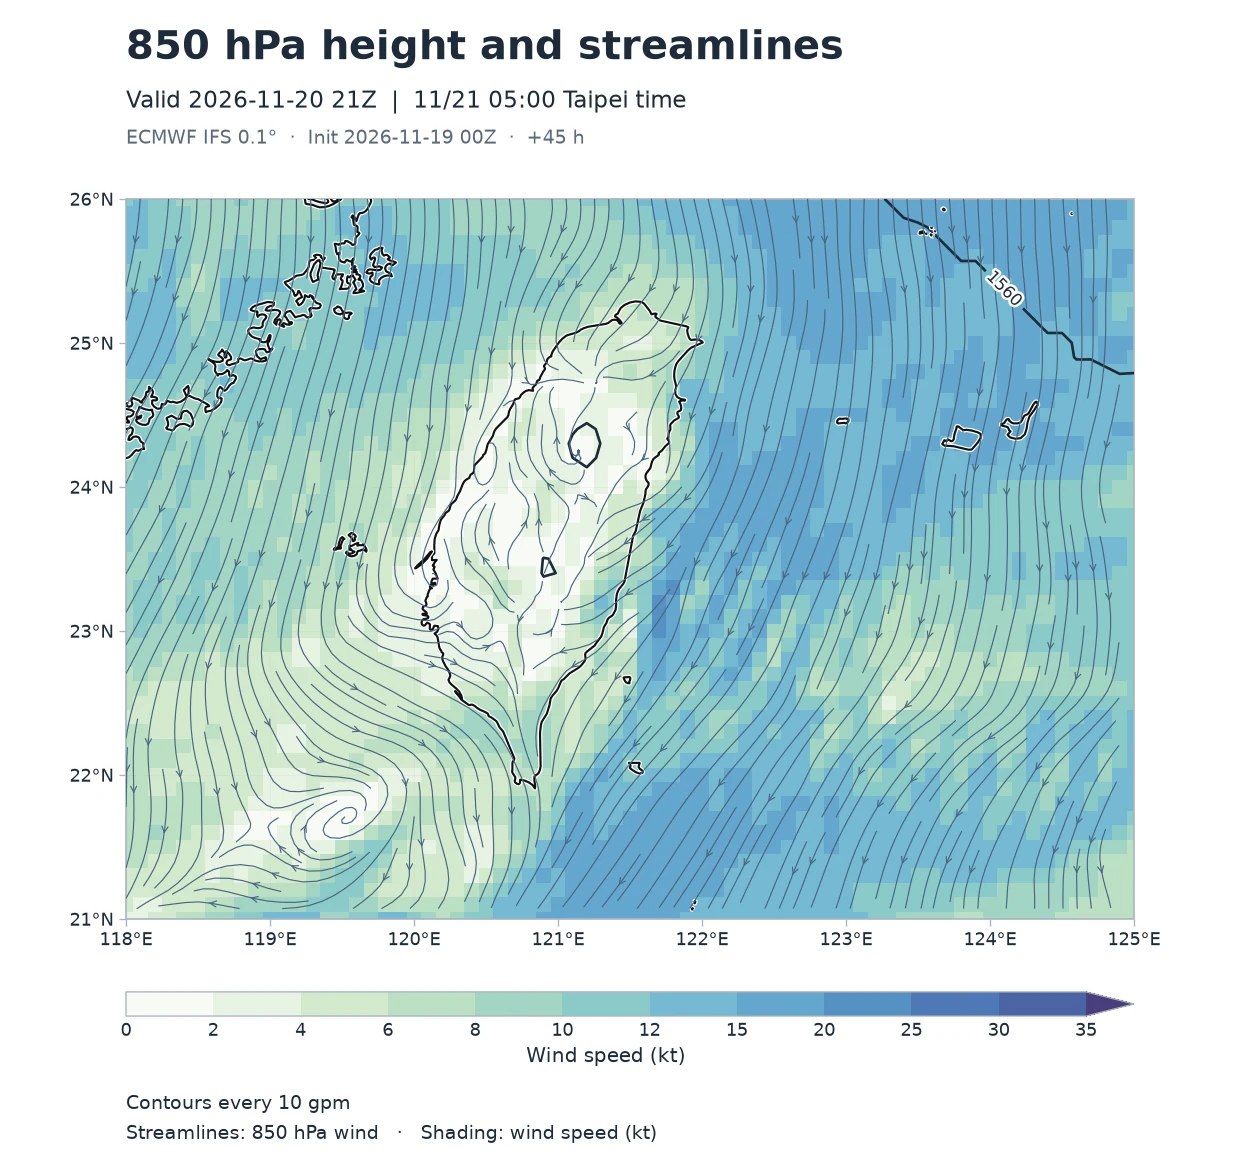 850 hPa height and streamlines
Valid 2026-11-20 21Z | 11/21 05:00 Taipei time
ECMWF IFS 0.1° · Init 2026-11-19 00Z · +45 h
26°N
25°N
24°N
23°N
22°N
21°N
1560
118°E 119°E 120°E 121°E 122°E 123°E 124°E 125°E
0 2 4 6 8 10 12 15 20 25 30 35
Wind speed (kt)
Contours every 10 gpm
Streamlines: 850 hPa wind · Shading: wind speed (kt)